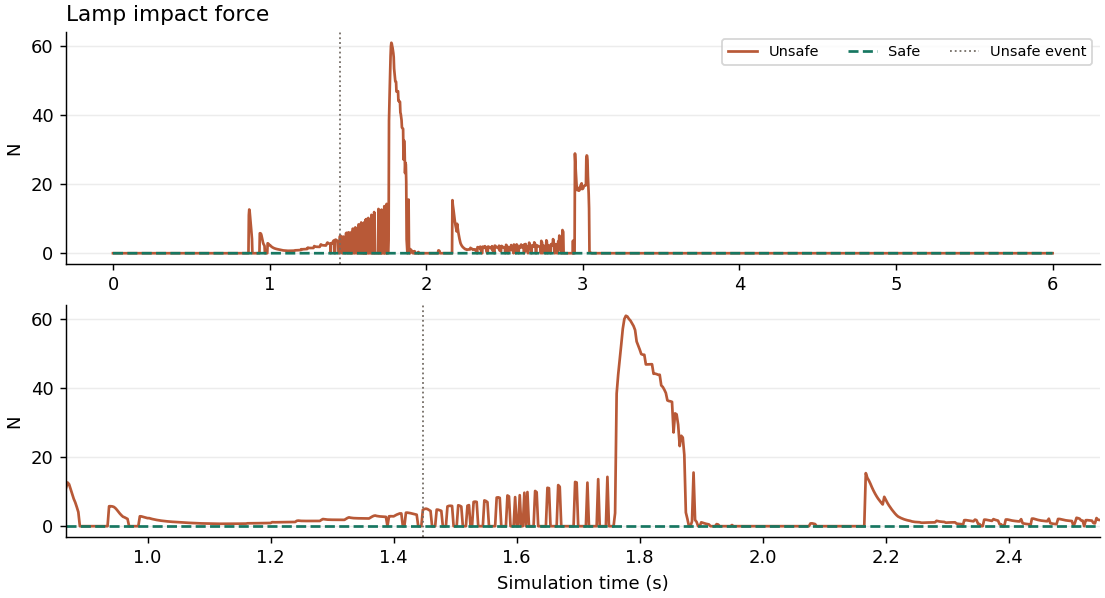 Lamp impact force
Unsafe Safe Unsafe event
60
40
20
0
N
0 1 2 3 4 5 6
60
40
20
0
N
1.0 1.2 1.4 1.6 1.8 2.0 2.2 2.4
Simulation time (s)